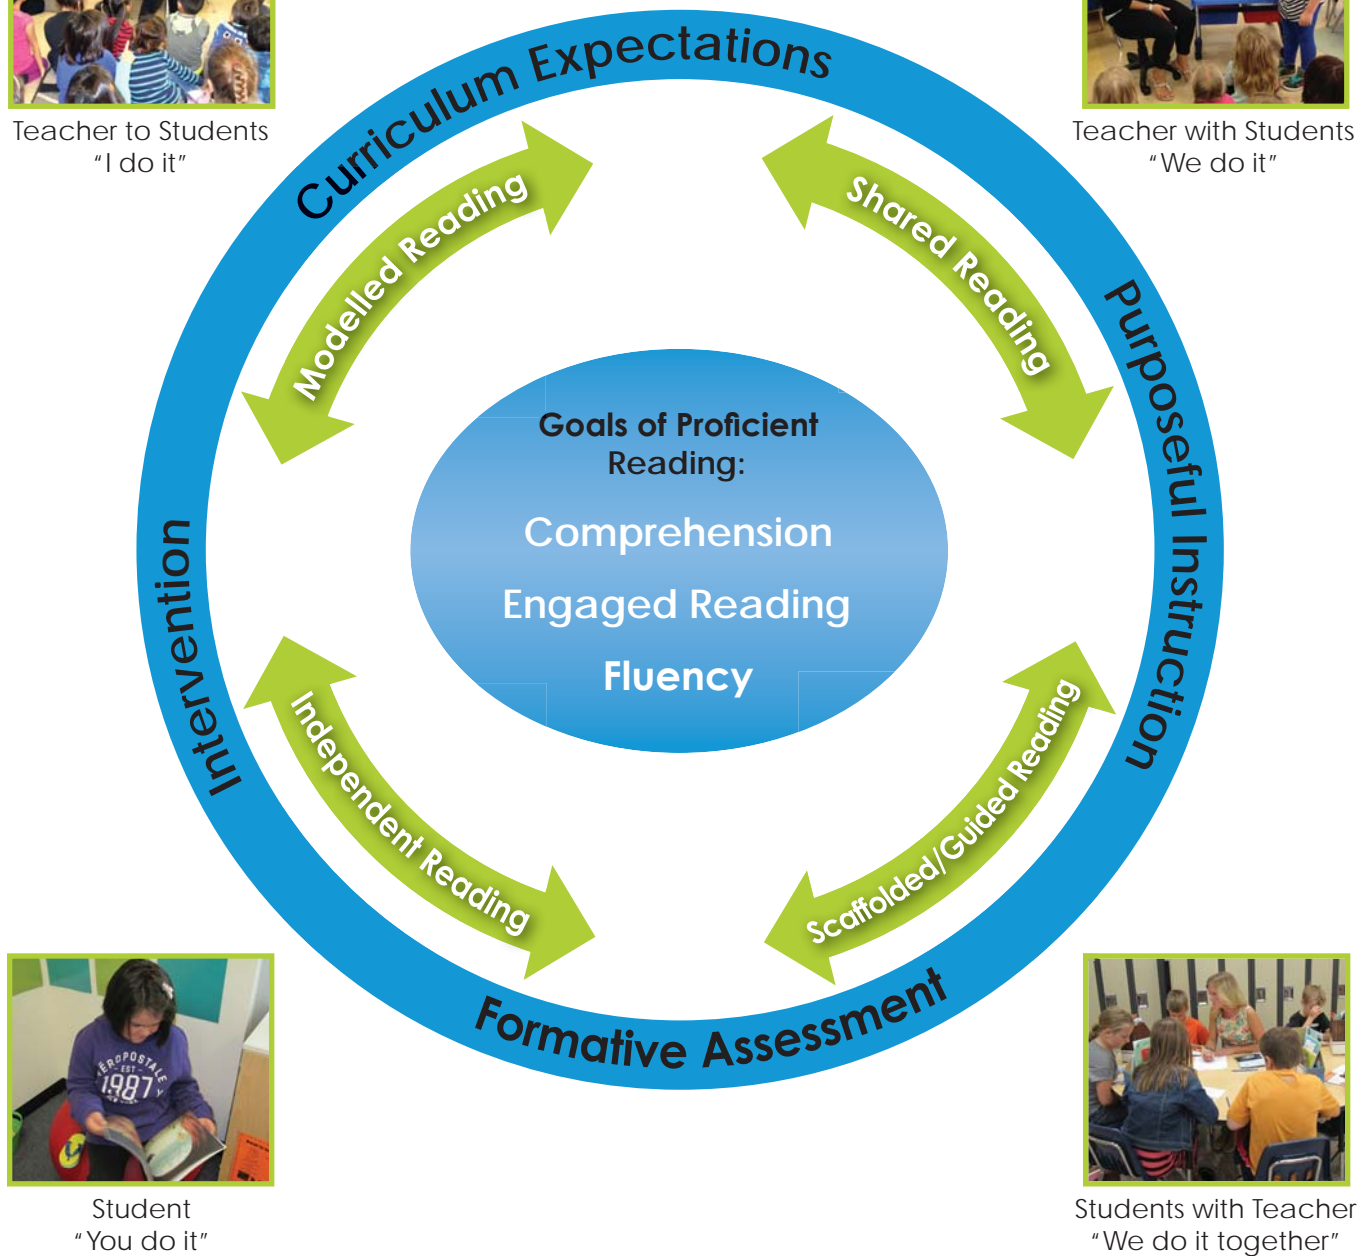 Teacher to Students
"I do it"
Teacher with Students
"We do it"
Curriculum Expectations
Purposeful Instruction
Formative Assessment
Intervention
Modelled Reading
Shared Reading
Scaffolded/Guided Reading
Independent Reading
Goals of Proficient
Reading:
Comprehension
Engaged Reading
Fluency
AÉROPOSTALE
- EST -
1987
Student
"You do it"
Students with Teacher
"We do it together"